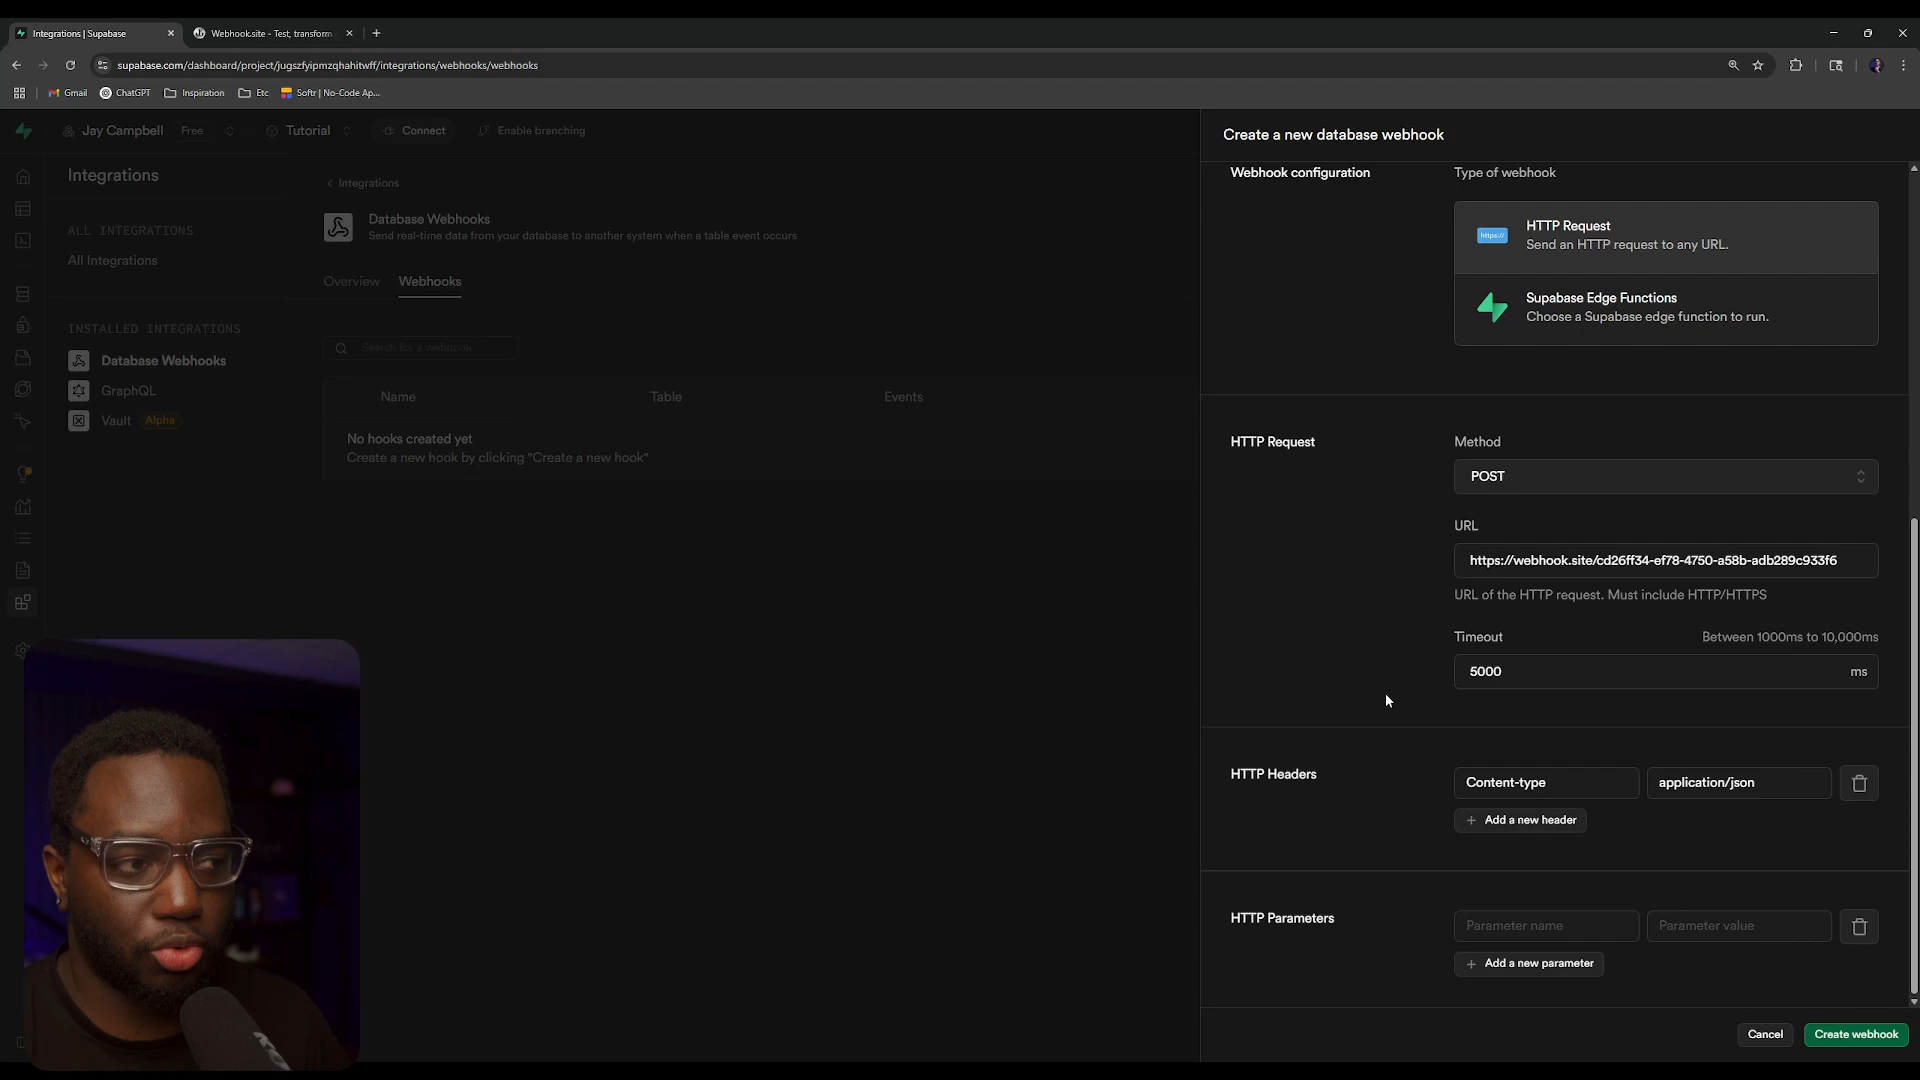 Integrations | Supabase
Webhook.site - Test, transform
supabase.com/dashboard/project/jugszfyipmzqhahitwff/integrations/webhooks/webhooks
Gmail
ChatGPT
Inspiration
Etc
Softr | No-Code Ap...
Jay Campbell
Free
Tutorial
Connect
Enable branching
Integrations
ALL INTEGRATIONS
All Integrations
INSTALLED INTEGRATIONS
Database Webhooks
GraphQL
Vault Alpha
Integrations
Database Webhooks
Send real-time data from your database to another system when a table event occurs
Overview
Webhooks
Search for a webhook
Name
Table
Events
No hooks created yet
Create a new hook by clicking "Create a new hook"
Create a new database webhook
Webhook configuration
Type of webhook
https://
HTTP Request
Send an HTTP request to any URL.
Supabase Edge Functions
Choose a Supabase edge function to run.
HTTP Request
Method
POST
URL
https://webhook.site/cd26ff34-ef78-4750-a58b-adb289c933f6
URL of the HTTP request. Must include HTTP/HTTPS
Timeout
Between 1000ms to 10,000ms
5000
ms
HTTP Headers
Content-type
application/json
Add a new header
HTTP Parameters
Parameter name
Parameter value
Add a new parameter
Cancel
Create webhook